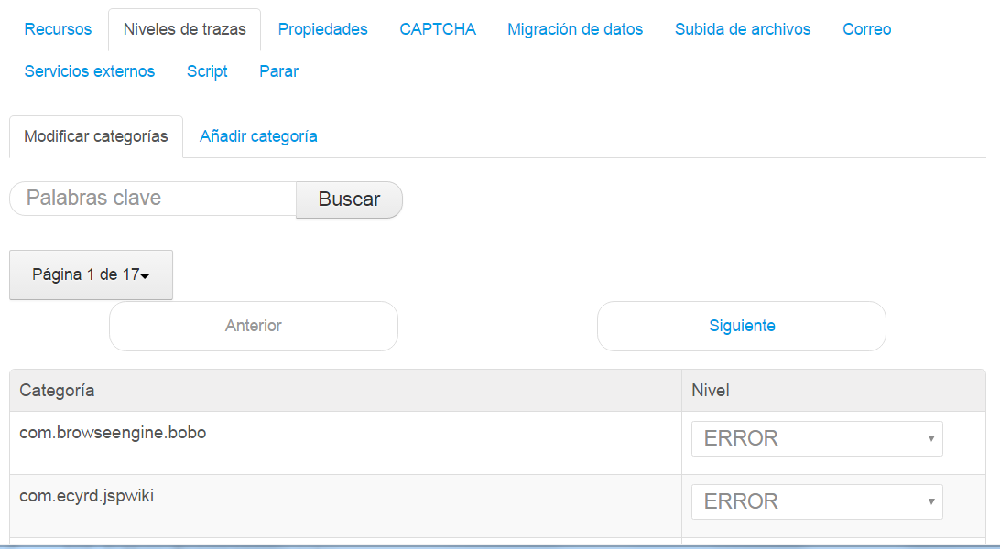 Recursos Niveles de trazas Propiedades CAPTCHA Migración de datos Subida de archivos Correo
Servicios externos Script Parar
Modificar categorías Añadir categoría
Palabras clave Buscar
Página 1 de 17
Anterior Siguiente
Categoría Nivel
com.browseengine.bobo ERROR
com.ecyrd.jspwiki ERROR